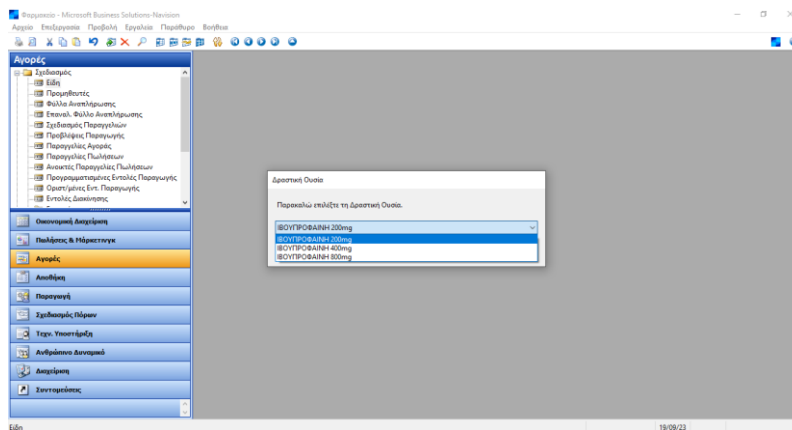 Φαρμακείο - Microsoft Business Solutions-Navision
Αρχείο Επεξεργασία Προβολή Εργαλεία Παράθυρο Βοήθεια
Αγορές
Σχεδιασμός
Είδη
Προμηθευτές
Φύλλα Αναπλήρωσης
Επαναλ. Φύλλο Αναπλήρωσης
Σχεδιασμός Παραγγελιών
Προβλέψεις Παραγωγής
Παραγγελίες Αγοράς
Παραγγελίες Πωλήσεων
Ανοικτές Παραγγελίες Πωλήσεων
Προγραμματισμένες Εντολές Παραγωγής
Οριστ/μένες Εντ. Παραγωγής
Εντολές Διακίνησης
Οικονομική Διαχείριση
Πωλήσεις & Μάρκετινγκ
Αγορές
Αποθήκη
Παραγωγή
Σχεδιασμός Πόρων
Τεχν. Υποστήριξη
Ανθρώπινο Δυναμικό
Διαχείριση
Συντομεύσεις
Δραστική Ουσία
Παρακαλώ επιλέξτε τη Δραστική Ουσία.
ΙΒΟΥΠΡΟΦΑΙΝΗ 200mg
ΙΒΟΥΠΡΟΦΑΙΝΗ 200mg
ΙΒΟΥΠΡΟΦΑΙΝΗ 400mg
ΙΒΟΥΠΡΟΦΑΙΝΗ 800mg
Είδη
19/09/23